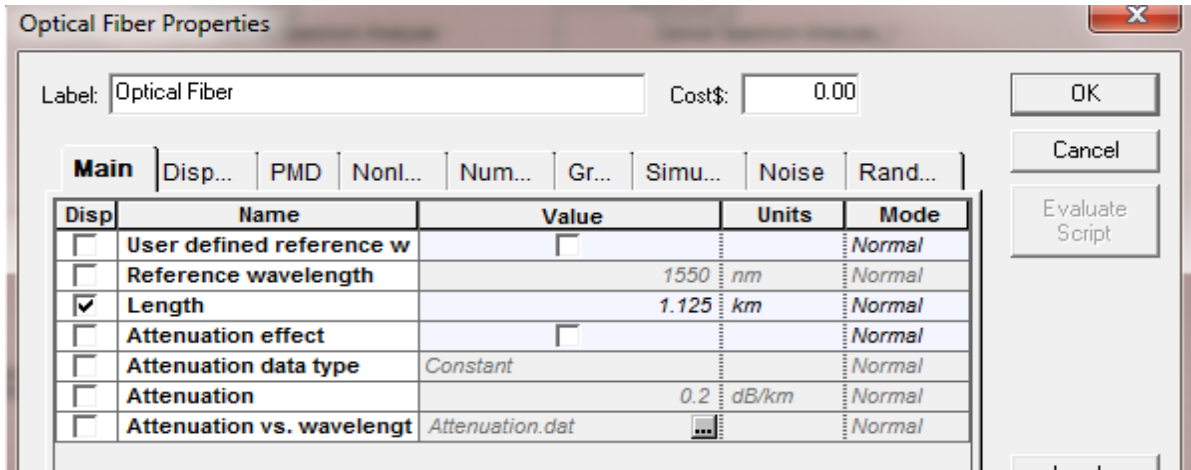 Optical Fiber Properties
Label: Optical Fiber Cost$: 0.00 OK
Cancel
Evaluate Script
Main Disp... PMD Nonl... Num... Gr... Simu... Noise Rand...
Disp Name Value Units Mode
User defined reference w Normal
Reference wavelength 1550 nm Normal
Length 1.125 km Normal
Attenuation effect Normal
Attenuation data type Constant Normal
Attenuation 0.2 dB/km Normal
Attenuation vs. wavelengt Attenuation.dat ... Normal